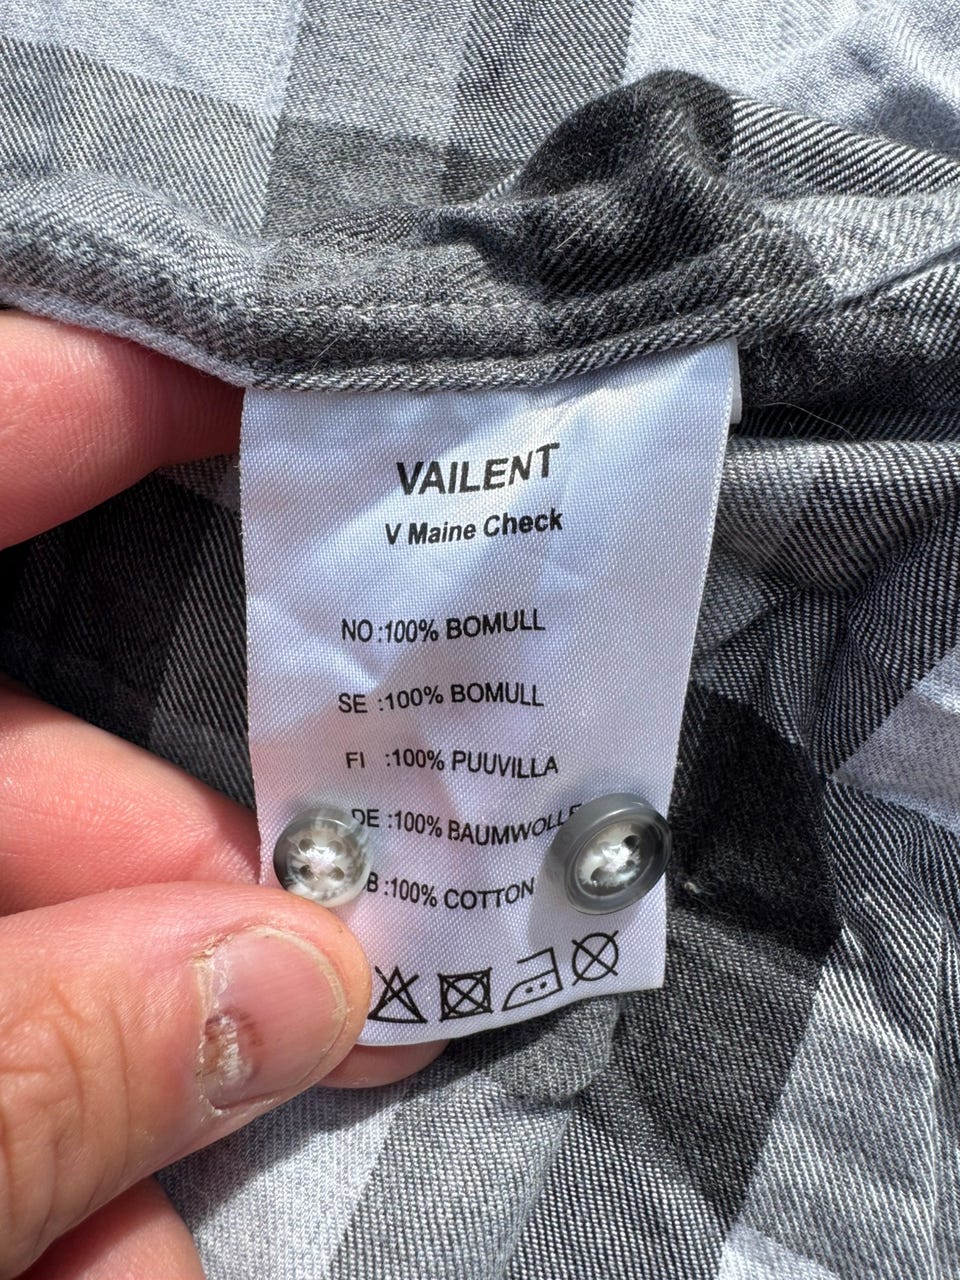 VAILENT
V Maine Check
NO :100% BOMULL
SE :100% BOMULL
FI :100% PUUVILLA
DE :100% BAUMWOLLE
B :100% COTTON